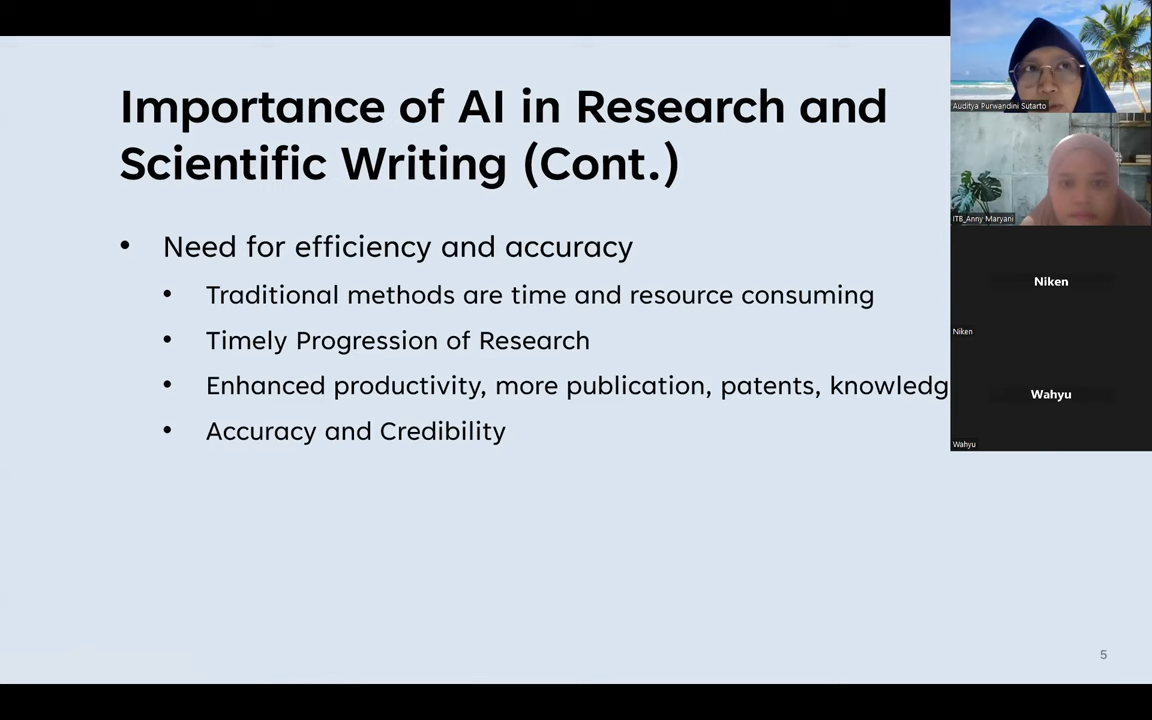 Importance of AI in Research and
Scientific Writing (Cont.)
• Need for efficiency and accuracy
• Traditional methods are time and resource consuming
• Timely Progression of Research
• Enhanced productivity, more publication, patents, knowledg
• Accuracy and Credibility
5
Auditya Purwandini Sutarto
ITB_Anny Maryani
Niken
Niken
Wahyu
Wahyu